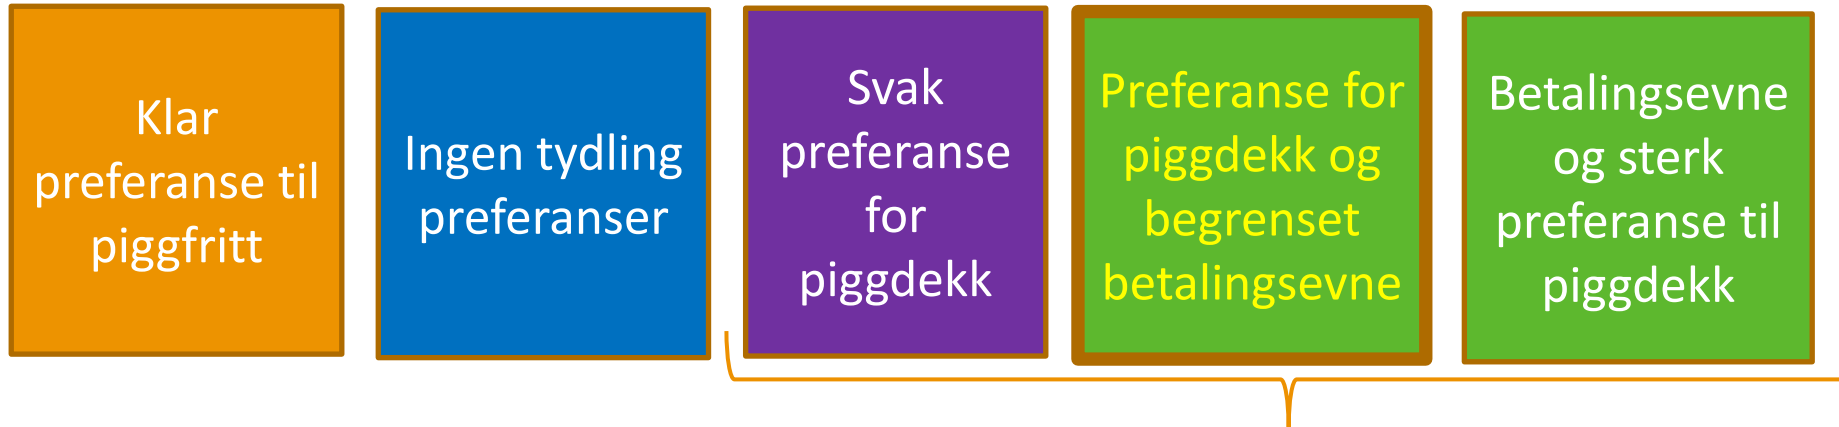 Klar
preferanse til
piggfritt
Ingen tydling
preferanser
Svak
preferanse
for
piggdekk
Preferanse for
piggdekk og
begrenset
betalingsevne
Betalingsevne
og sterk
preferanse til
piggdekk